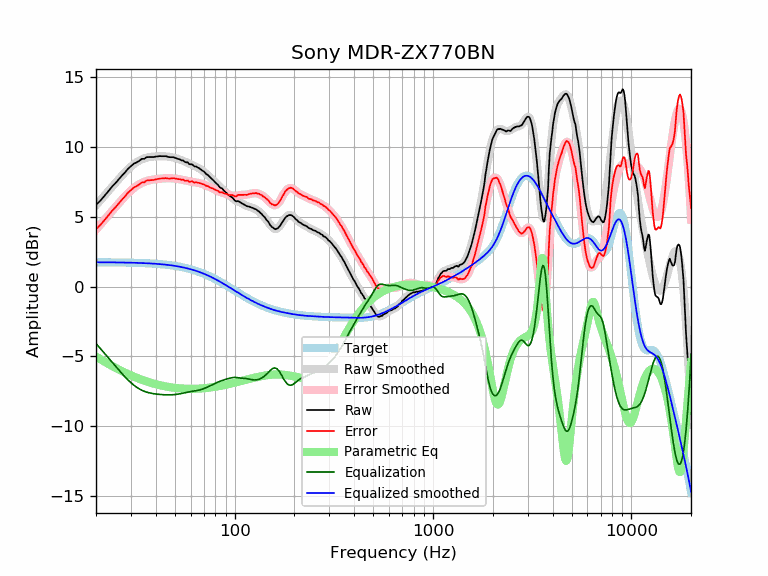 Sony MDR-ZX770BN
15
10
5
0
−5
−10
−15
Amplitude (dBr)
100
1000
10000
Frequency (Hz)
Target
Raw Smoothed
Error Smoothed
Raw
Error
Parametric Eq
Equalization
Equalized smoothed